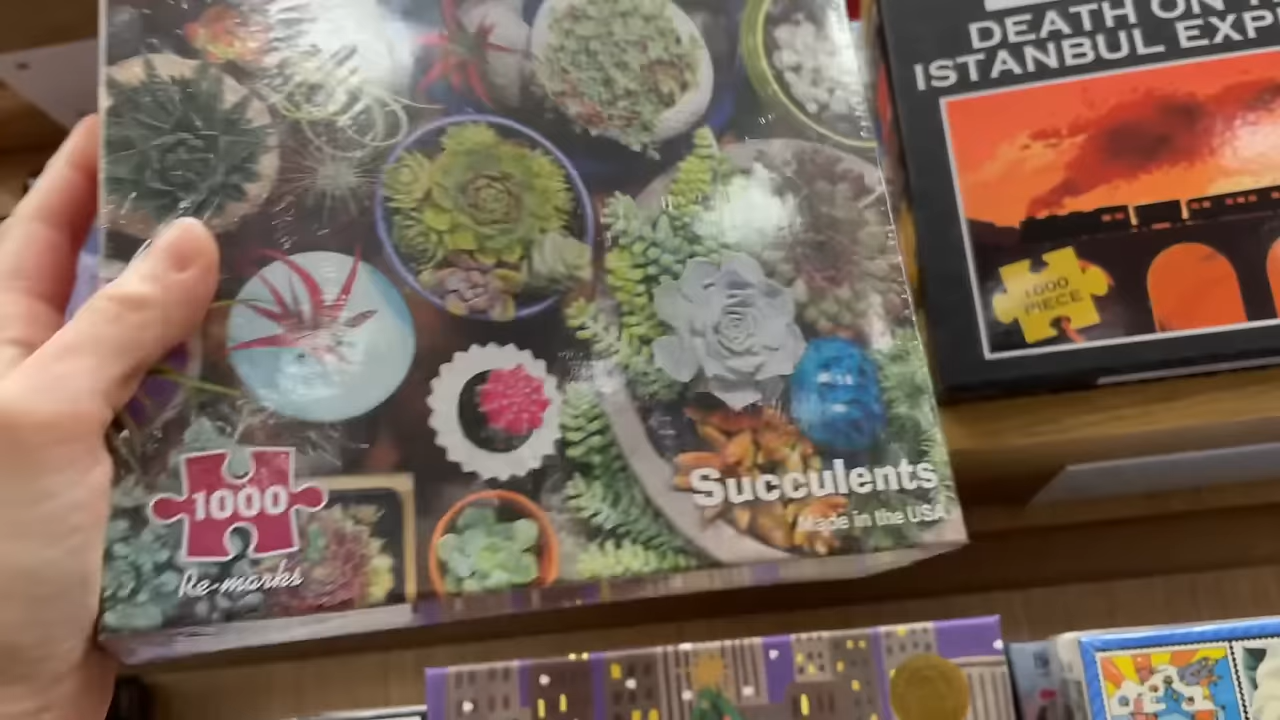 DEATH ON
ISTANBUL EXP
1000
PIECE
Succulents
Made in the USA
1000
Re-marks